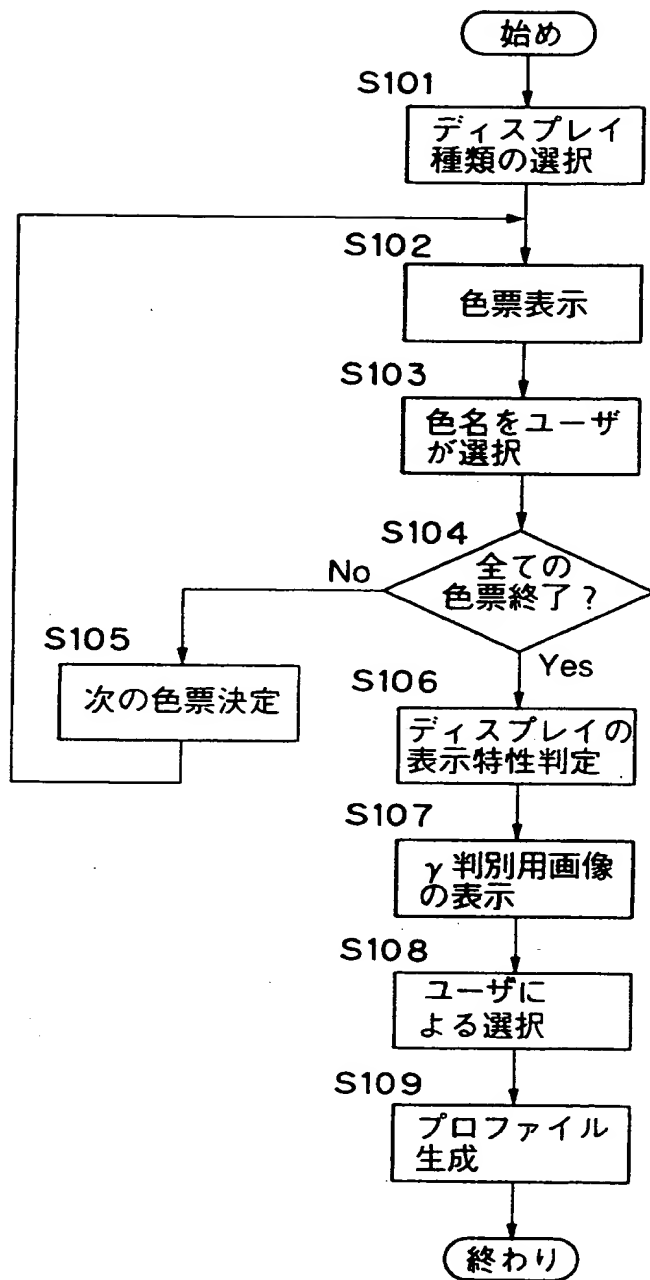 始め
S101
ディスプレイ
種類の選択
S102
色票表示
S103
色名をユーザ
が選択
S104
全ての
色票終了?
No
Yes
S105
次の色票決定
S106
ディスプレイの
表示特性判定
S107
γ判別用画像
の表示
S108
ユーザに
よる選択
S109
プロファイル
生成
終わり